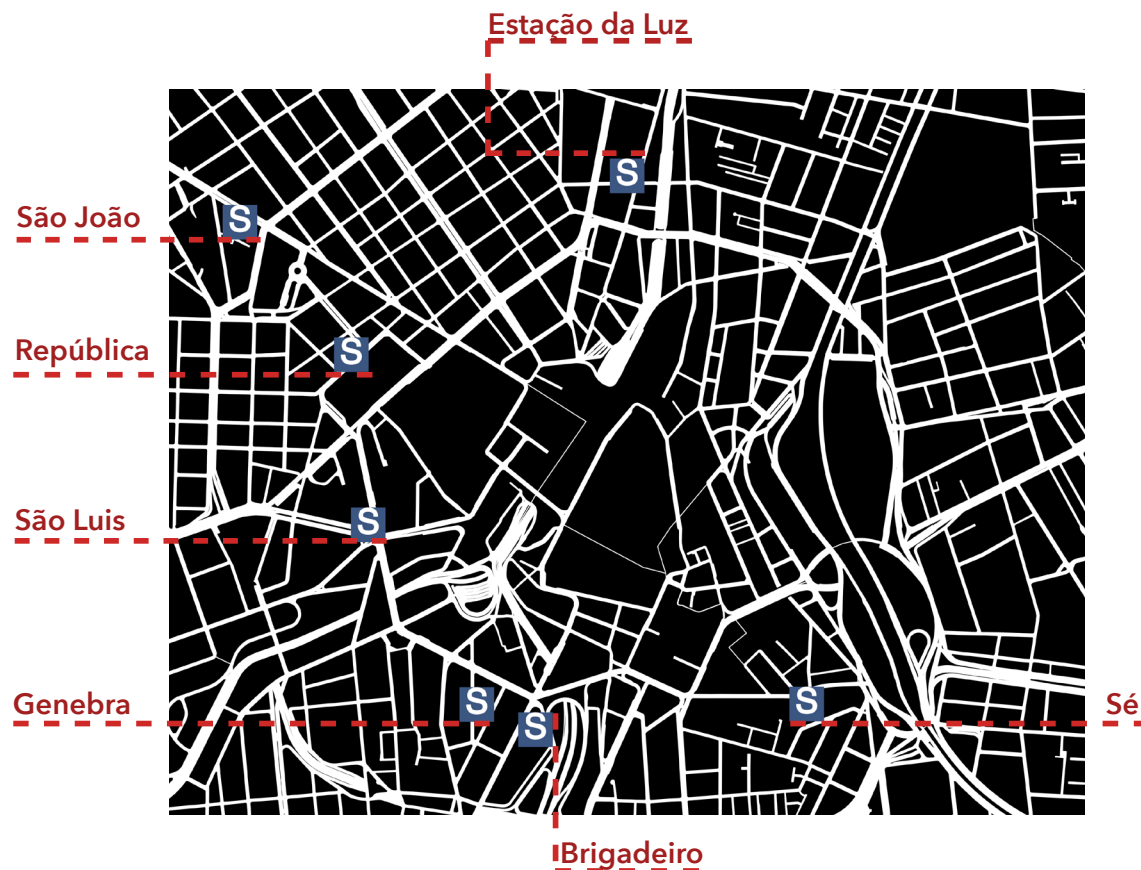 Estação da Luz
S
São João
S
República
S
São Luis
S
Genebra
S
S
Sé
S
Brigadeiro